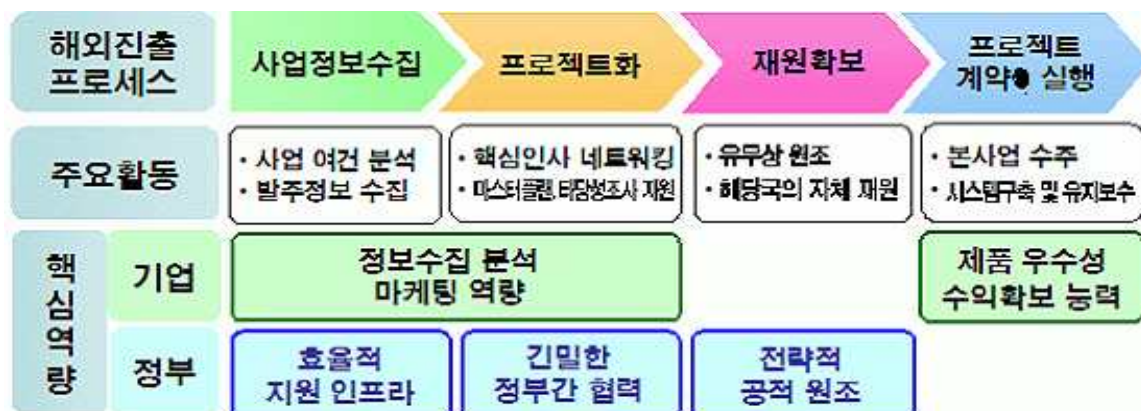 해외진출
프로세스
사업정보수집
프로젝트화
재원확보
프로젝트
계약 실행
주요활동
· 사업 여건 분석
· 발주정보 수집
· 핵심인사 네트워킹
· 마스터플랜, 타당성조사 지원
· 유무상 원조
· 해당국의 자체 재원
· 본사업 수주
· 시스템구축 및 유지보수
핵심역량
기업
정보수집 분석
마케팅 역량
제품 우수성
수익확보 능력
정부
효율적
지원 인프라
긴밀한
정부간 협력
전략적
공적 원조